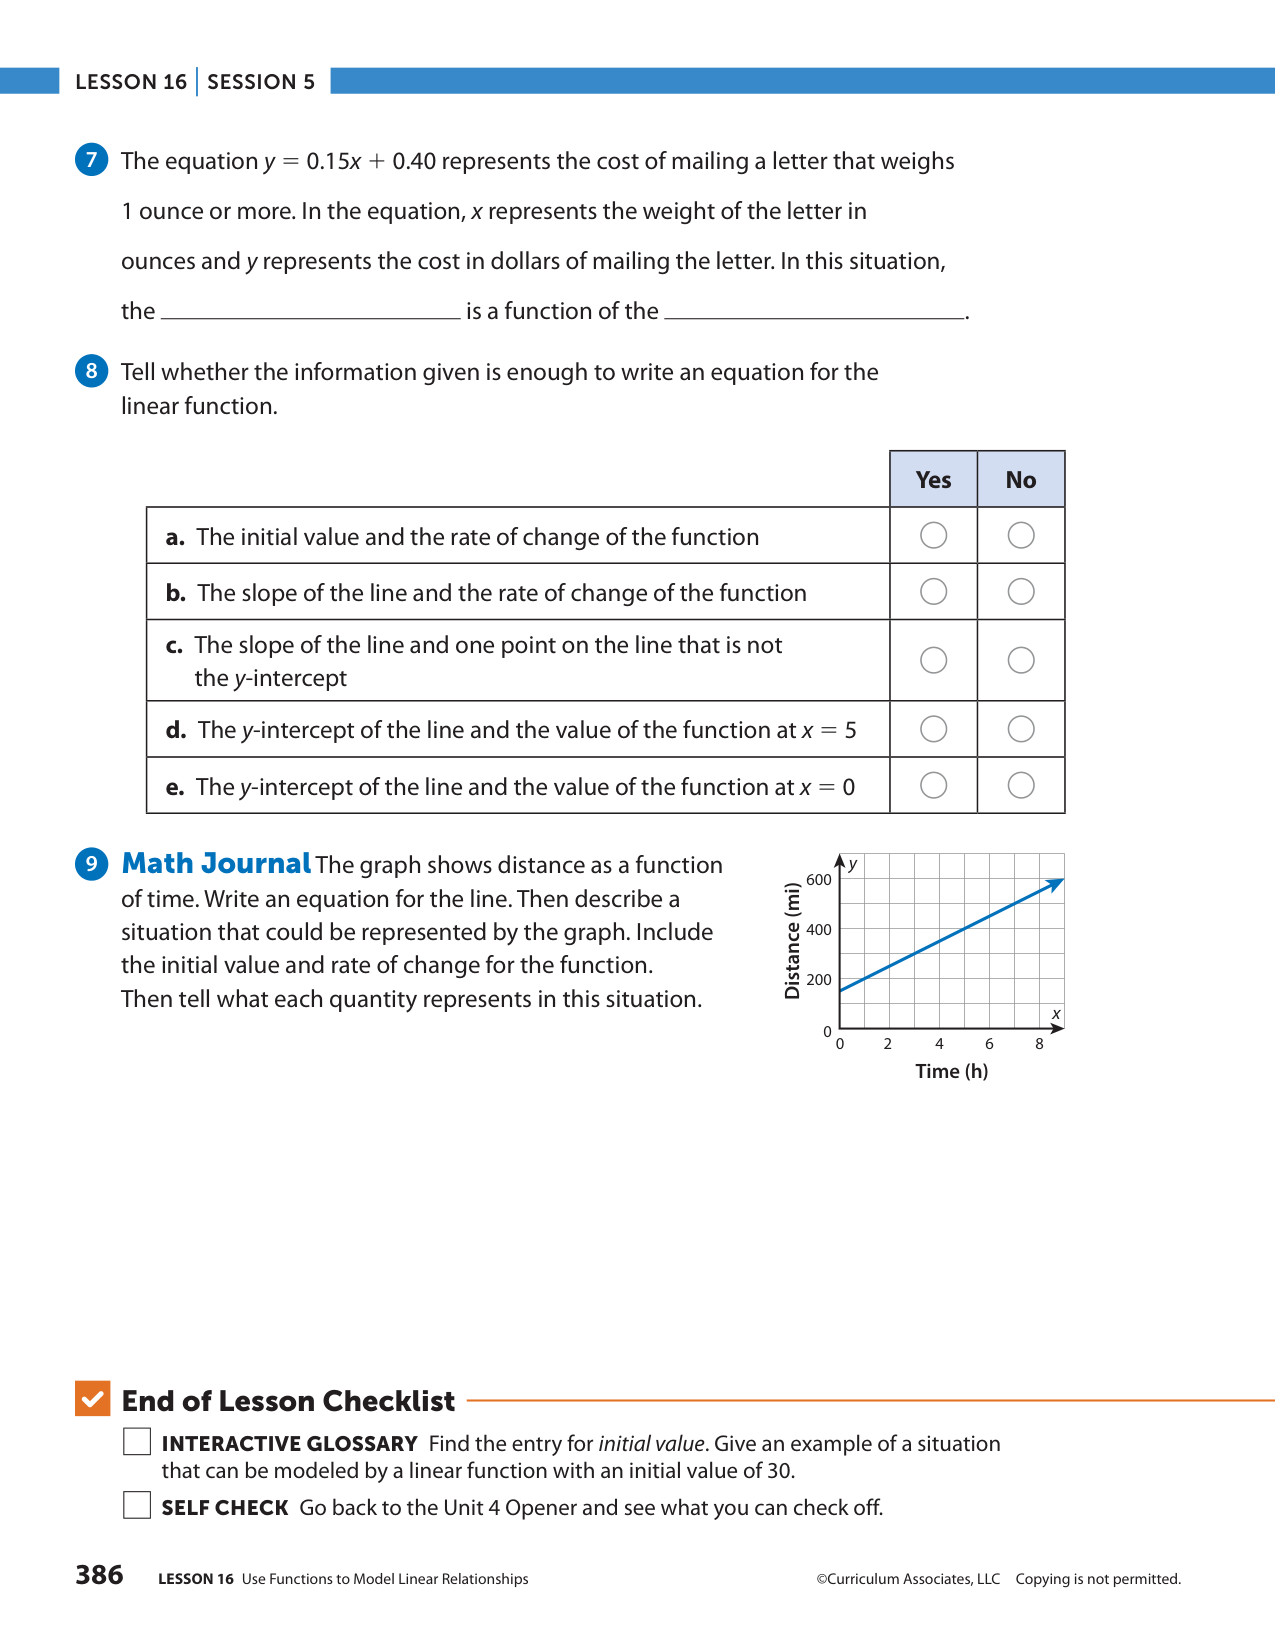 LESSON 16 | SESSION 5
7 The equation y = 0.15x + 0.40 represents the cost of mailing a letter that weighs
1 ounce or more. In the equation, x represents the weight of the letter in
ounces and y represents the cost in dollars of mailing the letter. In this situation,
the ____________________ is a function of the ____________________.
8 Tell whether the information given is enough to write an equation for the
linear function.
Yes No
a. The initial value and the rate of change of the function
b. The slope of the line and the rate of change of the function
c. The slope of the line and one point on the line that is not
the y-intercept
d. The y-intercept of the line and the value of the function at x = 5
e. The y-intercept of the line and the value of the function at x = 0
9 Math Journal The graph shows distance as a function
of time. Write an equation for the line. Then describe a
situation that could be represented by the graph. Include
the initial value and rate of change for the function.
Then tell what each quantity represents in this situation.
y
600
400
200
0
Distance (mi)
x
0 2 4 6 8
Time (h)
End of Lesson Checklist
INTERACTIVE GLOSSARY Find the entry for initial value. Give an example of a situation
that can be modeled by a linear function with an initial value of 30.
SELF CHECK Go back to the Unit 4 Opener and see what you can check off.
386 LESSON 16 Use Functions to Model Linear Relationships ©Curriculum Associates, LLC Copying is not permitted.